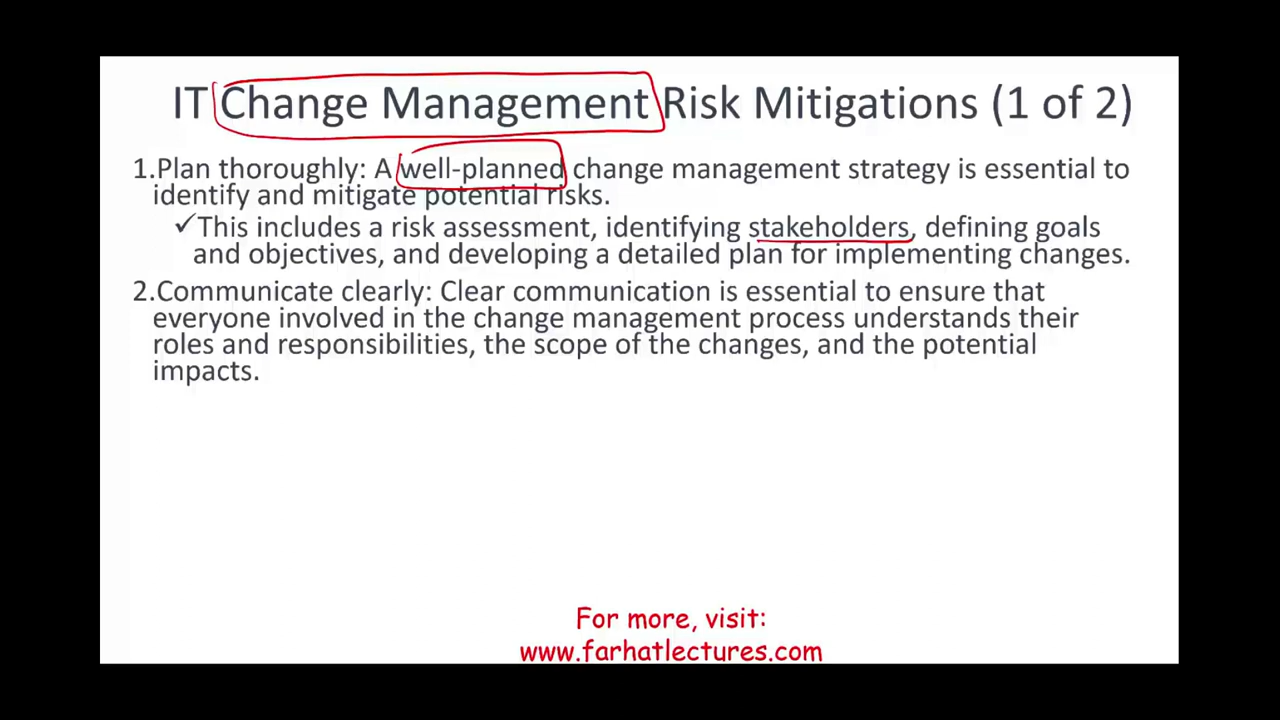 IT Change Management Risk Mitigations (1 of 2)
1.Plan thoroughly: A well-planned change management strategy is essential to
identify and mitigate potential risks.
✓This includes a risk assessment, identifying stakeholders, defining goals
and objectives, and developing a detailed plan for implementing changes.
2.Communicate clearly: Clear communication is essential to ensure that
everyone involved in the change management process understands their
roles and responsibilities, the scope of the changes, and the potential
impacts.
For more, visit:
www.farhatlectures.com